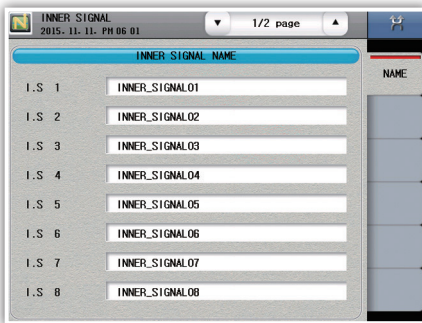 INNER SIGNAL
2015. 11. 11. PM 06 01
▼ 1/2 page ▲
INNER SIGNAL NAME
NAME
I.S 1 INNER_SIGNAL01
I.S 2 INNER_SIGNAL02
I.S 3 INNER_SIGNAL03
I.S 4 INNER_SIGNAL04
I.S 5 INNER_SIGNAL05
I.S 6 INNER_SIGNAL06
I.S 7 INNER_SIGNAL07
I.S 8 INNER_SIGNAL08